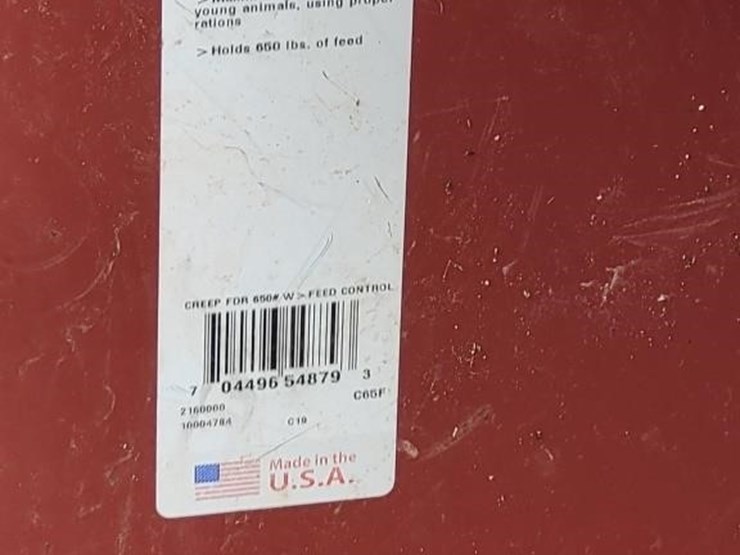 young animals, using proper
rations
> Holds 650 lbs. of feed
CREEP FDR 650# W > FEED CONTROL
7 04496 54879 3
C65F
2160000
10004784 C19
Made in the
U.S.A.